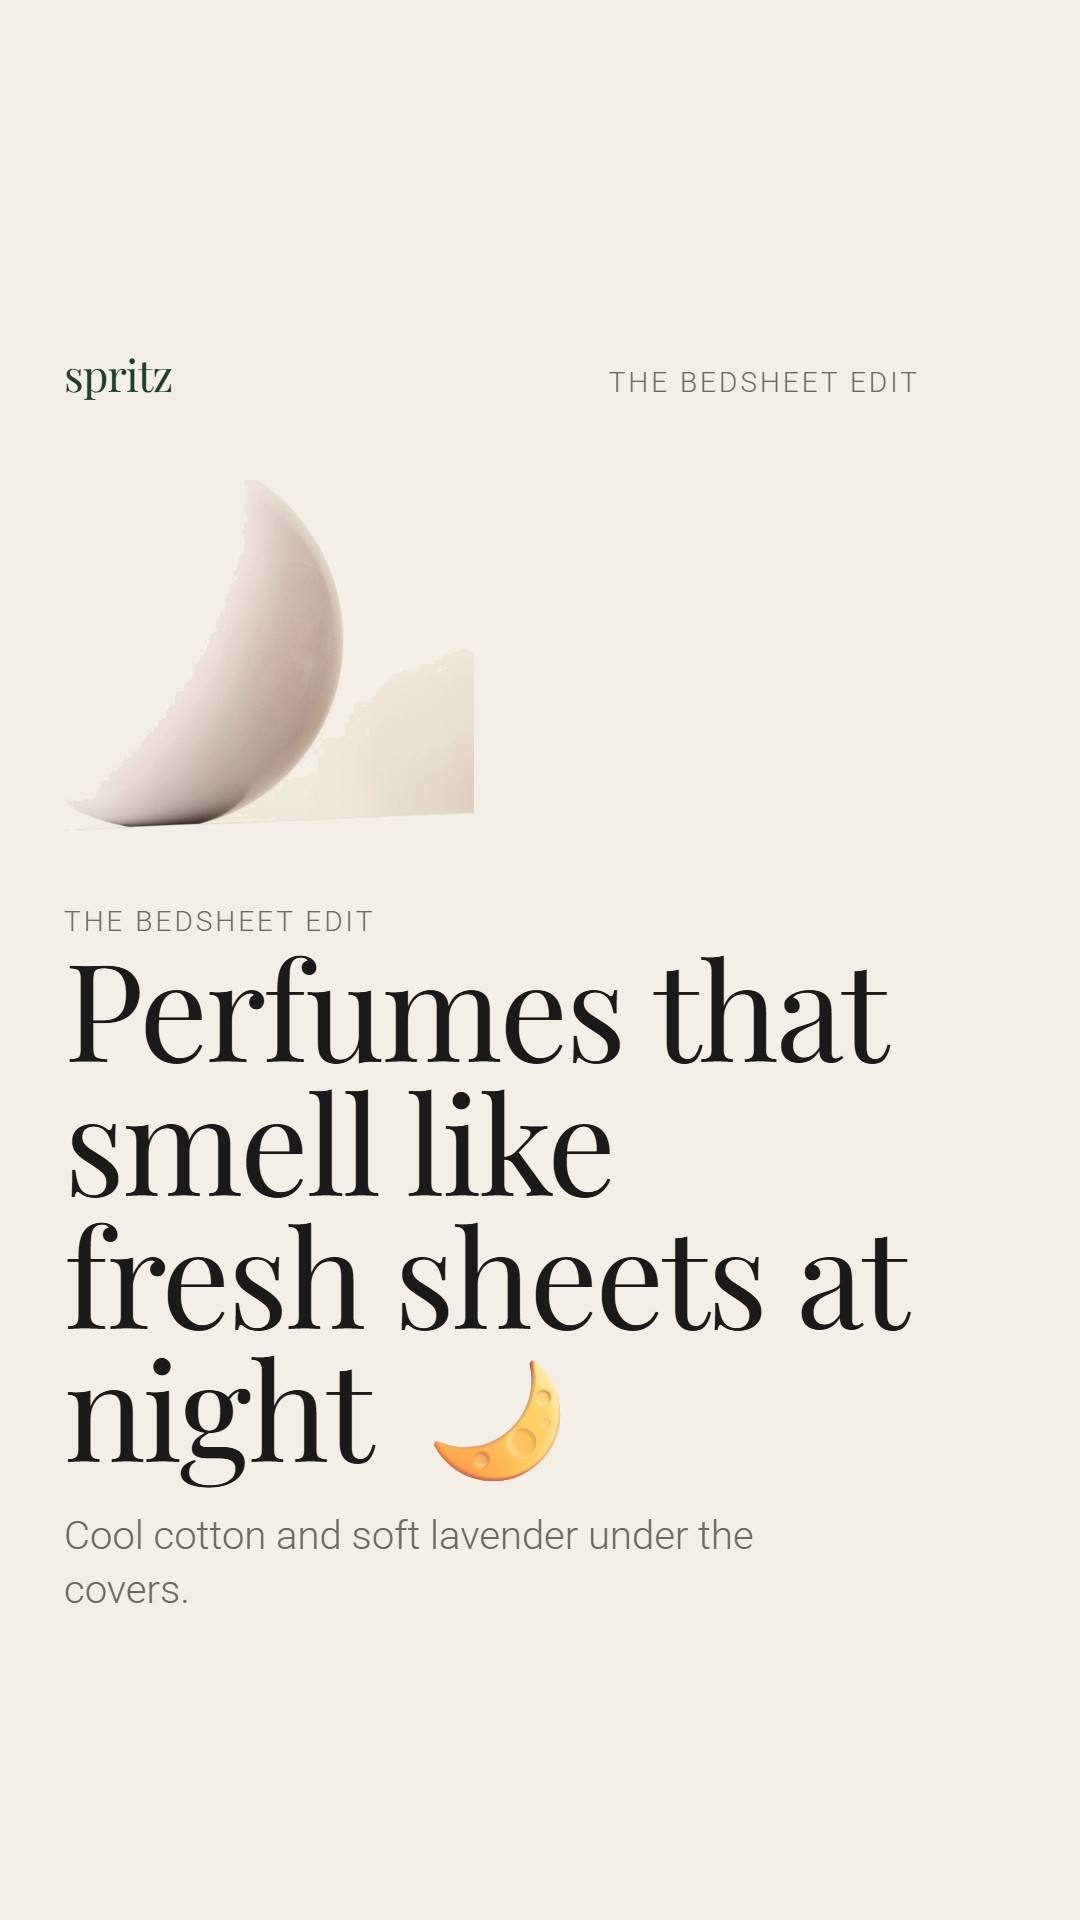 spritz
THE BEDSHEET EDIT
THE BEDSHEET EDIT
Perfumes that
smell like
fresh sheets at
night 🌙
Cool cotton and soft lavender under the
covers.